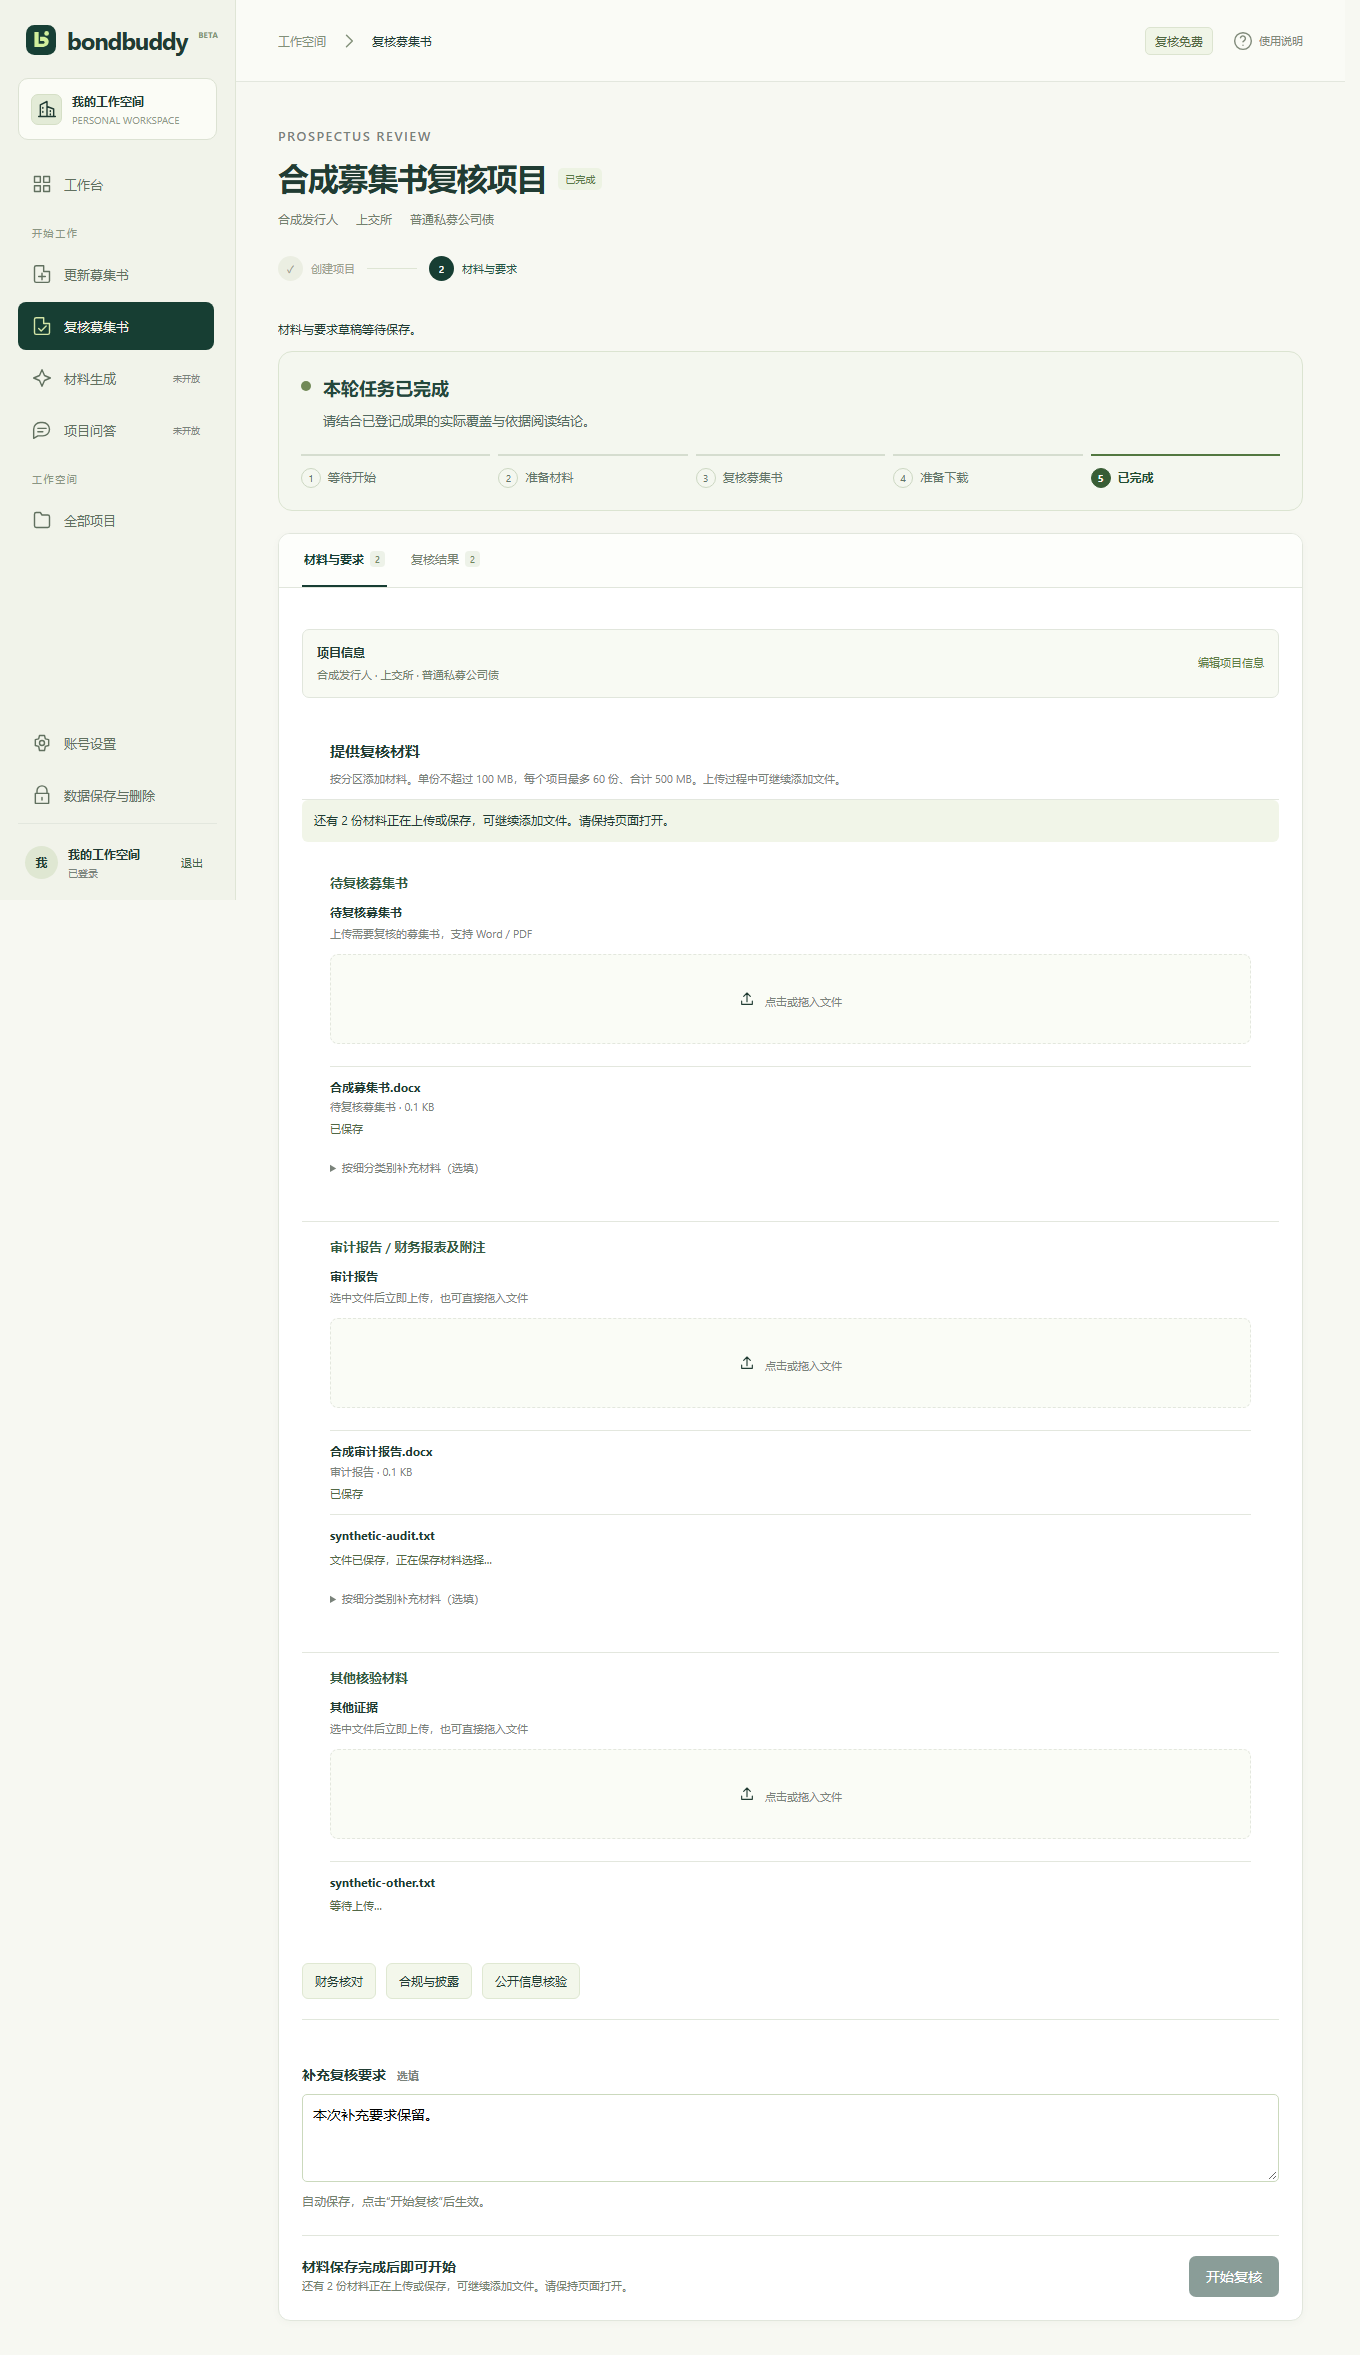 bondbuddy BETA
我的工作空间
PERSONAL WORKSPACE
工作台
开始工作
更新募集书
复核募集书
材料生成 未开放
项目问答 未开放
工作空间
全部项目
账号设置
数据保存与删除
我 我的工作空间
已登录
退出
工作空间 复核募集书
复核免费 使用说明
PROSPECTUS REVIEW
合成募集书复核项目 已完成
合成发行人 上交所 普通私募公司债
✓ 创建项目 2 材料与要求
材料与要求草稿等待保存。
本轮任务已完成
请结合已登记成果的实际覆盖与依据阅读结论。
1 等待开始 2 准备材料 3 复核募集书 4 准备下载 5 已完成
材料与要求 2 复核结果 2
项目信息
合成发行人 · 上交所 · 普通私募公司债
编辑项目信息
提供复核材料
按分区添加材料。单份不超过 100 MB，每个项目最多 60 份、合计 500 MB。上传过程中可继续添加文件。
还有 2 份材料正在上传或保存，可继续添加文件。请保持页面打开。
待复核募集书
待复核募集书
上传需要复核的募集书，支持 Word / PDF
点击或拖入文件
合成募集书.docx
待复核募集书 · 0.1 KB
已保存
▶ 按细分类别补充材料（选填）
审计报告 / 财务报表及附注
审计报告
选中文件后立即上传，也可直接拖入文件
点击或拖入文件
合成审计报告.docx
审计报告 · 0.1 KB
已保存
synthetic-audit.txt
文件已保存，正在保存材料选择...
▶ 按细分类别补充材料（选填）
其他核验材料
其他证据
选中文件后立即上传，也可直接拖入文件
点击或拖入文件
synthetic-other.txt
等待上传...
财务核对 合规与披露 公开信息核验
补充复核要求 选填
本次补充要求保留。
自动保存，点击“开始复核”后生效。
材料保存完成后即可开始
还有 2 份材料正在上传或保存，可继续添加文件。请保持页面打开。
开始复核